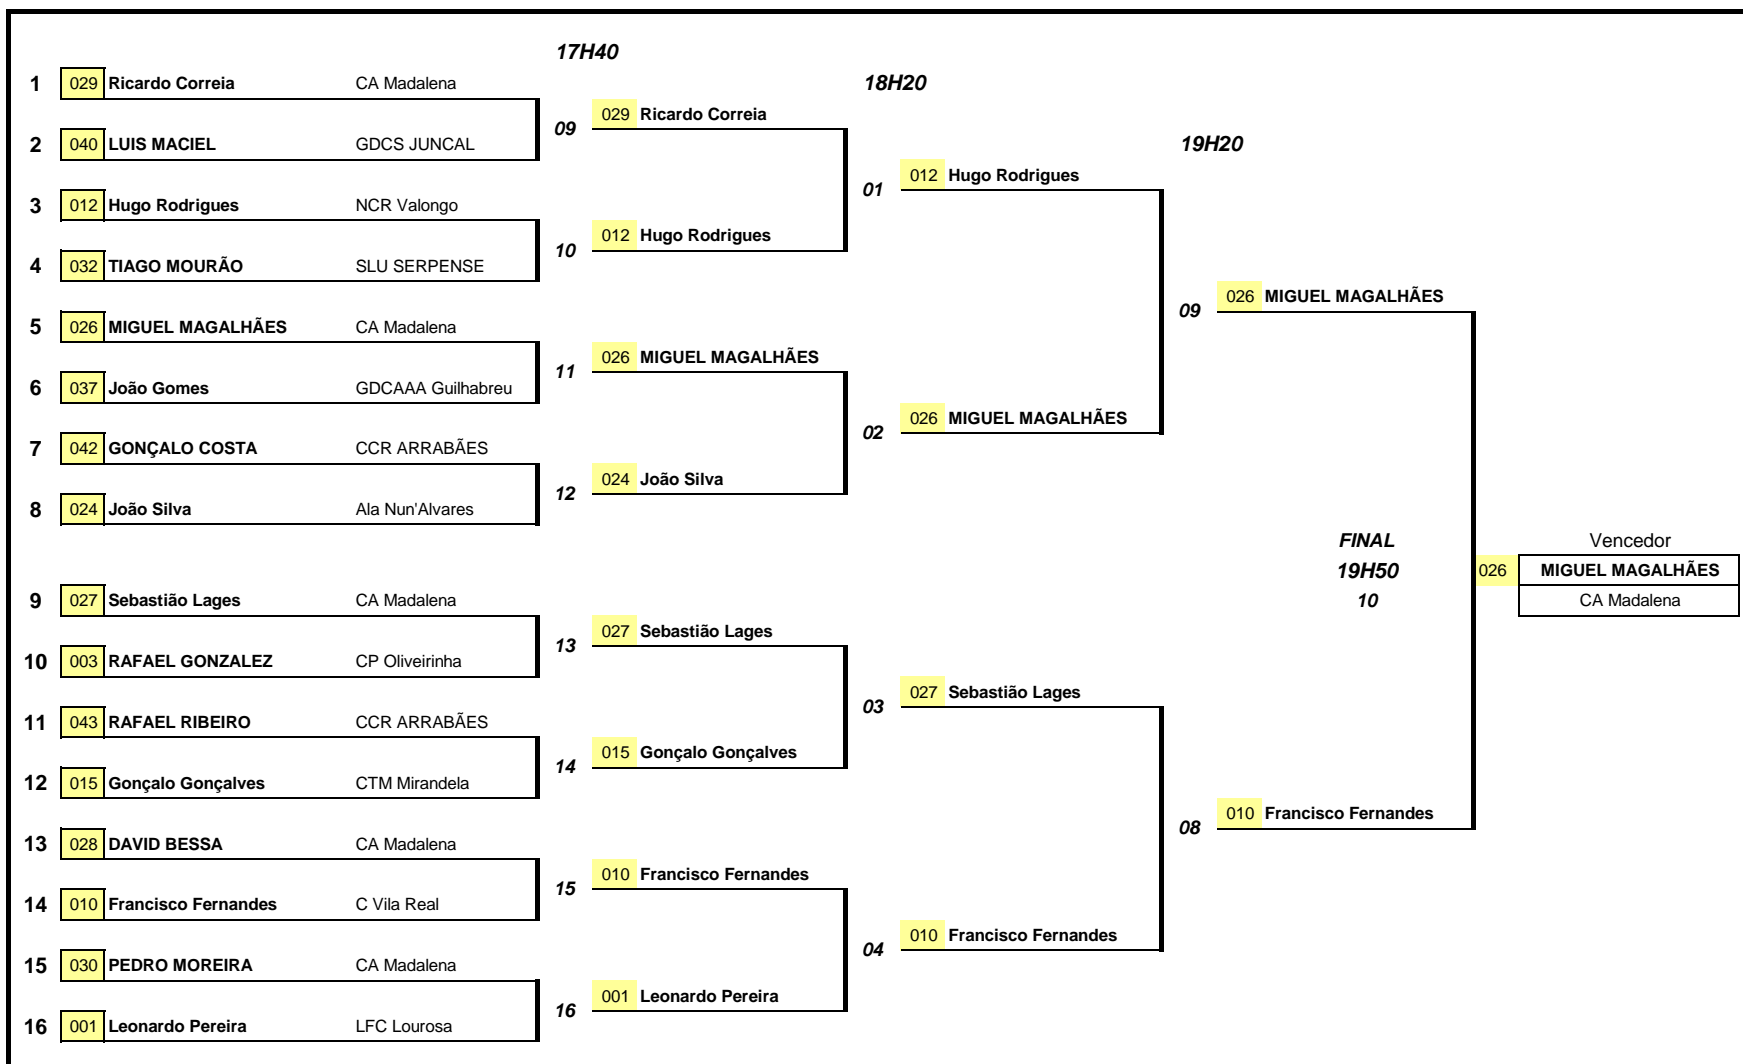 17H40
1 029 Ricardo Correia CA Madalena
18H20
09 029 Ricardo Correia
2 040 LUIS MACIEL GDCS JUNCAL
19H20
01 012 Hugo Rodrigues
3 012 Hugo Rodrigues NCR Valongo
10 012 Hugo Rodrigues
4 032 TIAGO MOURÃO SLU SERPENSE
09 026 MIGUEL MAGALHÃES
5 026 MIGUEL MAGALHÃES CA Madalena
11 026 MIGUEL MAGALHÃES
6 037 João Gomes GDCAAA Guilhabreu
02 026 MIGUEL MAGALHÃES
7 042 GONÇALO COSTA CCR ARRABÃES
12 024 João Silva
8 024 João Silva Ala Nun'Alvares
FINAL Vencedor
19H50 026 MIGUEL MAGALHÃES
9 027 Sebastião Lages CA Madalena 10 CA Madalena
13 027 Sebastião Lages
10 003 RAFAEL GONZALEZ CP Oliveirinha
03 027 Sebastião Lages
11 043 RAFAEL RIBEIRO CCR ARRABÃES
14 015 Gonçalo Gonçalves
12 015 Gonçalo Gonçalves CTM Mirandela
08 010 Francisco Fernandes
13 028 DAVID BESSA CA Madalena
15 010 Francisco Fernandes
14 010 Francisco Fernandes C Vila Real
04 010 Francisco Fernandes
15 030 PEDRO MOREIRA CA Madalena
16 001 Leonardo Pereira
16 001 Leonardo Pereira LFC Lourosa